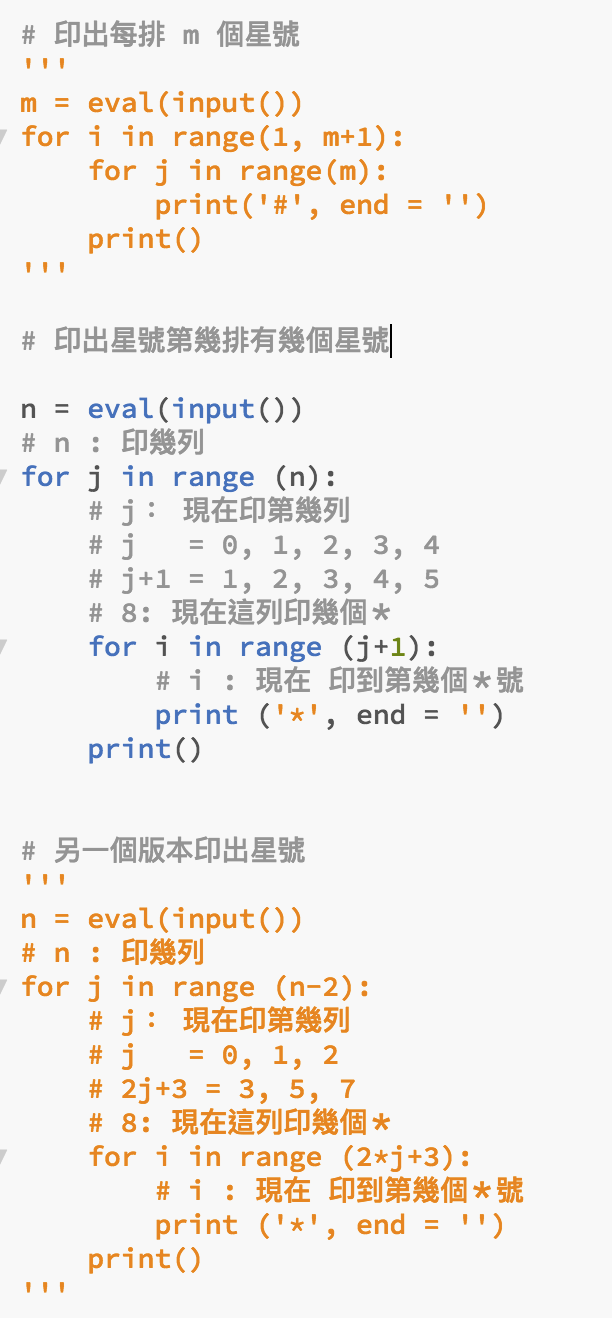 # 印出每排 m 個星號
'''
m = eval(input())
for i in range(1, m+1):
    for j in range(m):
        print('#', end = '')
    print()
'''
# 印出星號第幾排有幾個星號
n = eval(input())
# n : 印幾列
for j in range (n):
    # j： 現在印第幾列
    # j   = 0, 1, 2, 3, 4
    # j+1 = 1, 2, 3, 4, 5
    # 8: 現在這列印幾個*
    for i in range (j+1):
        # i : 現在 印到第幾個*號
        print ('*', end = '')
    print()
# 另一個版本印出星號
'''
n = eval(input())
# n : 印幾列
for j in range (n-2):
    # j： 現在印第幾列
    # j   = 0, 1, 2
    # 2j+3 = 3, 5, 7
    # 8: 現在這列印幾個*
    for i in range (2*j+3):
        # i : 現在 印到第幾個*號
        print ('*', end = '')
    print()
'''